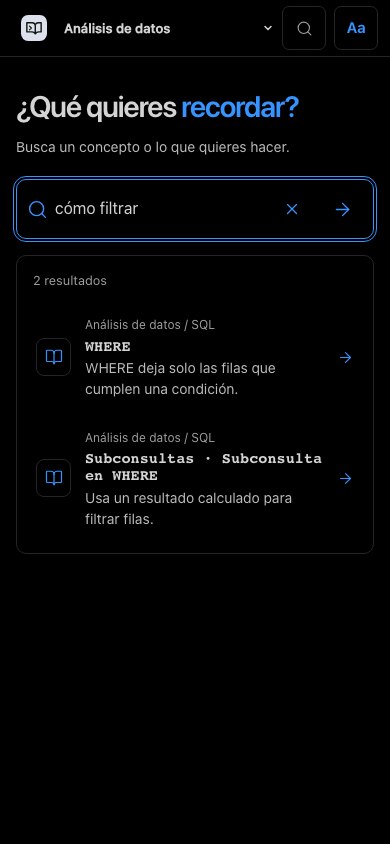 Análisis de datos
Aa
¿Qué quieres recordar?
Busca un concepto o lo que quieres hacer.
cómo filtrar
2 resultados
Análisis de datos / SQL
WHERE
WHERE deja solo las filas que
cumplen una condición.
Análisis de datos / SQL
Subconsultas · Subconsulta
en WHERE
Usa un resultado calculado para
filtrar filas.